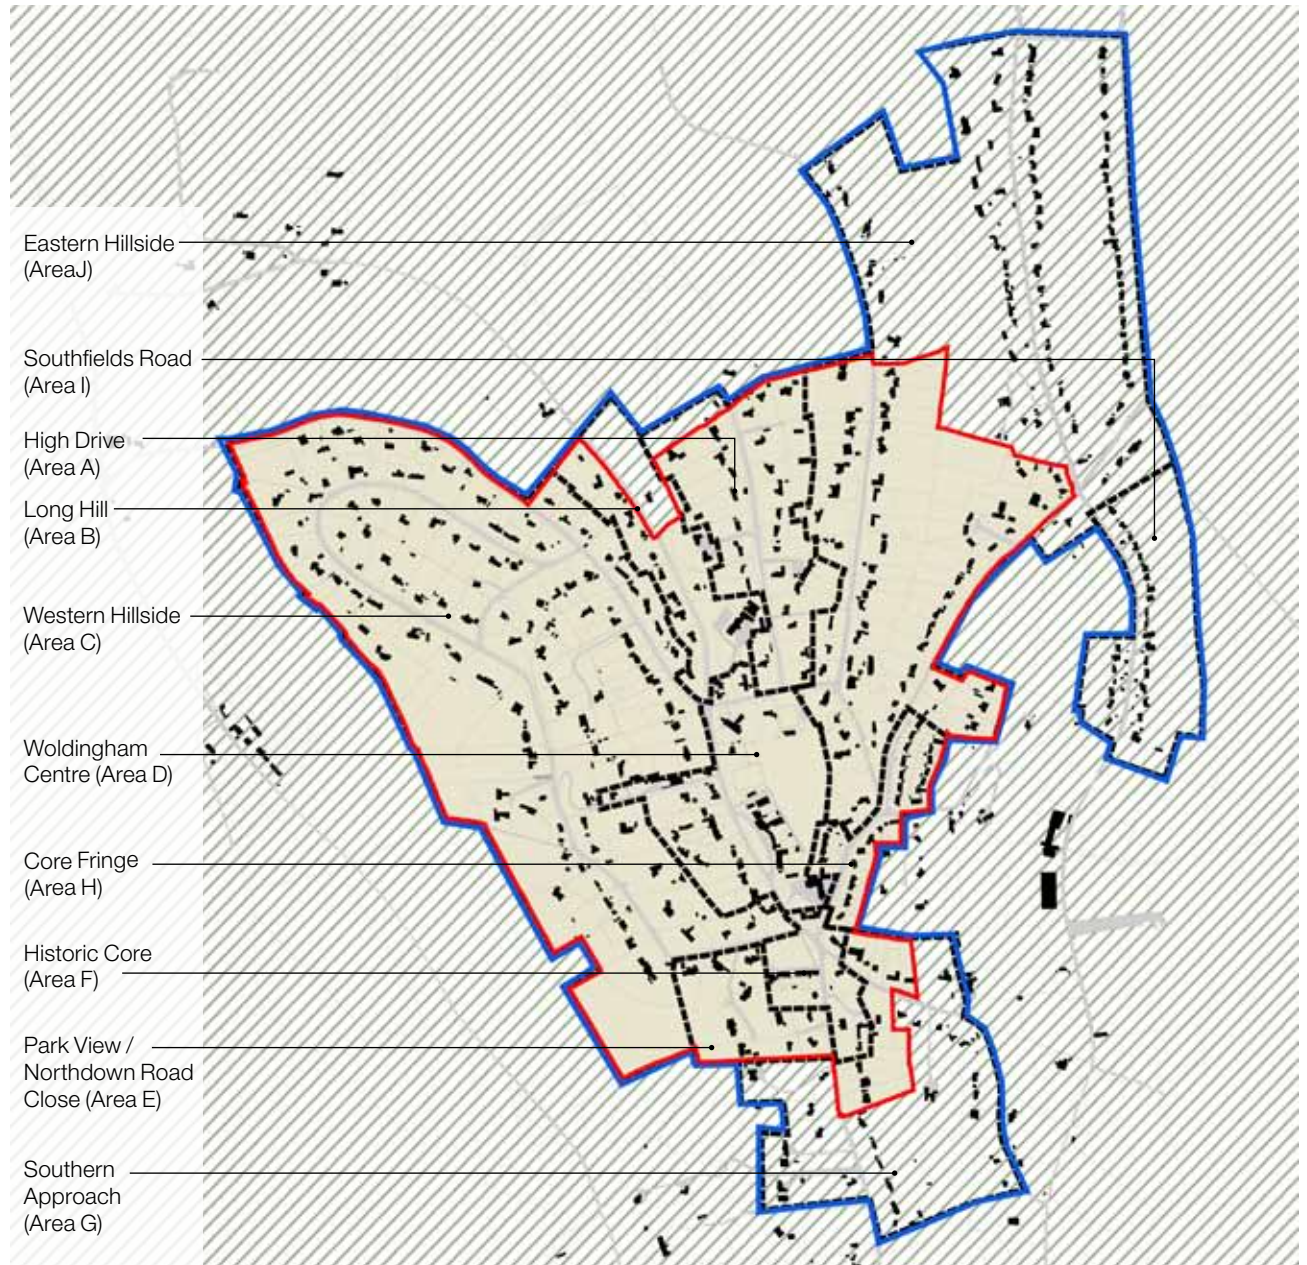 Eastern Hillside
(AreaJ)
Southfields Road
(Area I)
High Drive
(Area A)
Long Hill
(Area B)
Western Hillside
(Area C)
Woldingham
Centre (Area D)
Core Fringe
(Area H)
Historic Core
(Area F)
Park View /
Northdown Road
Close (Area E)
Southern
Approach
(Area G)